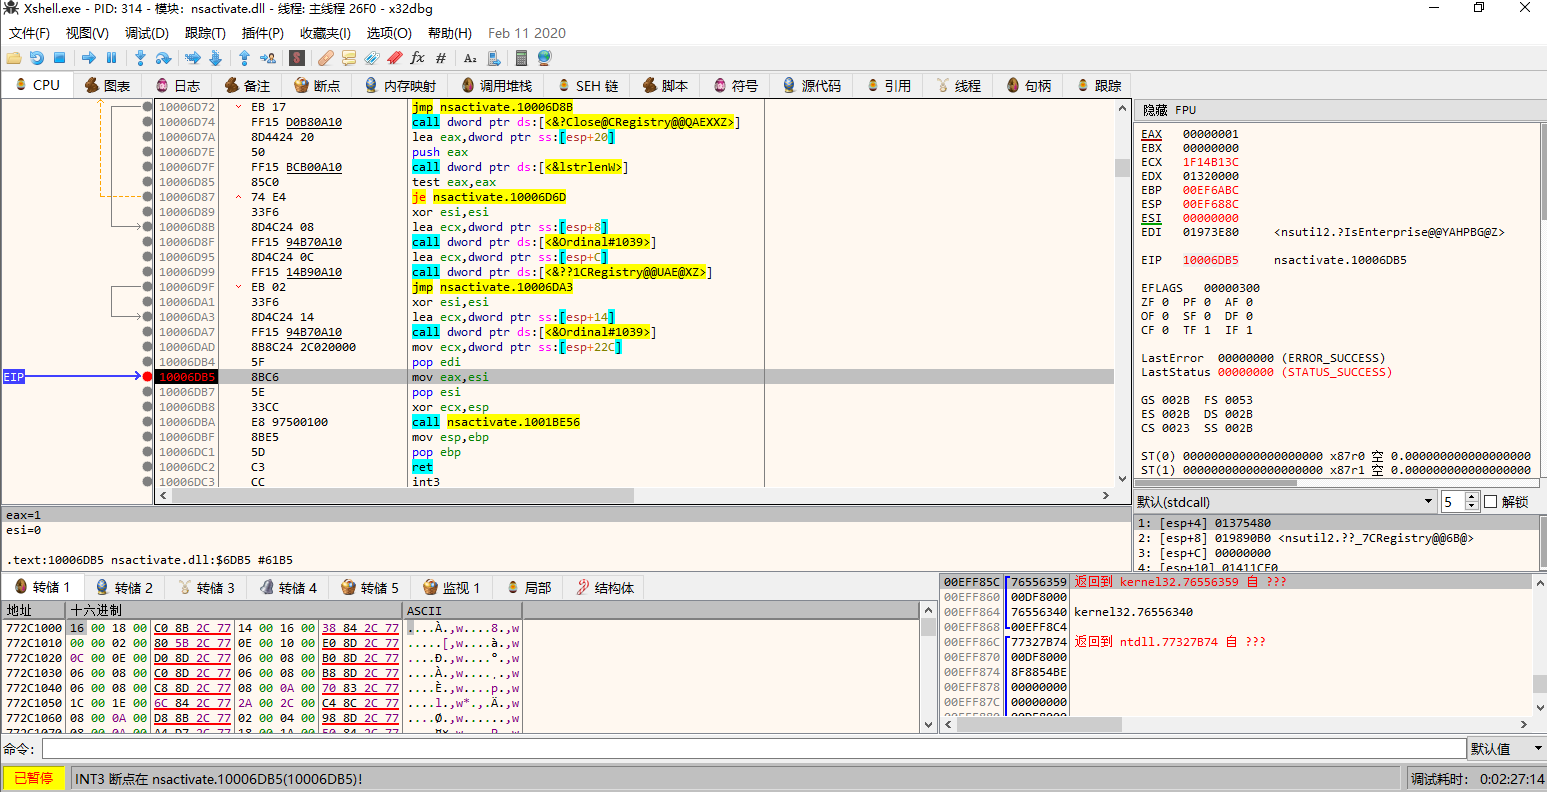 Xshell.exe - PID: 314 - 模块: nsactivate.dll - 线程: 主线程 26F0 - x32dbg
文件(F) 视图(V) 调试(D) 跟踪(T) 插件(P) 收藏夹(I) 选项(O) 帮助(H) Feb 11 2020
CPU 图表 日志 备注 断点 内存映射 调用堆栈 SEH 链 脚本 符号 源代码 引用 线程 句柄 跟踪
10006D72 EB 17 jmp nsactivate.10006D8B
10006D74 FF15 D0B80A10 call dword ptr ds:[<&?Close@CRegistry@@QAEXXZ>]
10006D7A 8D4424 20 lea eax,dword ptr ss:[esp+20]
10006D7E 50 push eax
10006D7F FF15 BCB00A10 call dword ptr ds:[<&lstrlenW>]
10006D85 85C0 test eax,eax
10006D87 74 E4 je nsactivate.10006D6D
10006D89 33F6 xor esi,esi
10006D8B 8D4C24 08 lea ecx,dword ptr ss:[esp+8]
10006D8F FF15 94B70A10 call dword ptr ds:[<&Ordinal#1039>]
10006D95 8D4C24 0C lea ecx,dword ptr ss:[esp+C]
10006D99 FF15 14B90A10 call dword ptr ds:[<&??1CRegistry@@UAE@XZ>]
10006D9F EB 02 jmp nsactivate.10006DA3
10006DA1 33F6 xor esi,esi
10006DA3 8D4C24 14 lea ecx,dword ptr ss:[esp+14]
10006DA7 FF15 94B70A10 call dword ptr ds:[<&Ordinal#1039>]
10006DAD 8B8C24 2C020000 mov ecx,dword ptr ss:[esp+22C]
10006DB4 5F pop edi
EIP 10006DB5 8BC6 mov eax,esi
10006DB7 5E pop esi
10006DB8 33CC xor ecx,esp
10006DBA E8 97500100 call nsactivate.1001BE56
10006DBF 8BE5 mov esp,ebp
10006DC1 5D pop ebp
10006DC2 C3 ret
10006DC3 CC int3
隐藏 FPU
EAX 00000001
EBX 00000000
ECX 1F14B13C
EDX 01320000
EBP 00EF6ABC
ESP 00EF688C
ESI 00000000
EDI 01973E80 <nsutil2.?IsEnterprise@@YAHPBG@Z>
EIP 10006DB5 nsactivate.10006DB5
EFLAGS 00000300
ZF 0 PF 0 AF 0
OF 0 SF 0 DF 0
CF 0 TF 1 IF 1
LastError 00000000 (ERROR_SUCCESS)
LastStatus 00000000 (STATUS_SUCCESS)
GS 002B FS 0053
ES 002B DS 002B
CS 0023 SS 002B
ST(0) 00000000000000000000 x87r0 空 0.000000000000000000
ST(1) 00000000000000000000 x87r1 空 0.000000000000000000
默认(stdcall) 5 解锁
1: [esp+4] 01375480
2: [esp+8] 019890B0 <nsutil2.??_7CRegistry@@6B@>
3: [esp+C] 00000000
4: [esp+10] 01411CE0
eax=1
esi=0
.text:10006DB5 nsactivate.dll:$6DB5 #61B5
转储 1 转储 2 转储 3 转储 4 转储 5 监视 1 局部 结构体
地址 十六进制 ASCII
772C1000 16 00 18 00 C0 8B 2C 77 14 00 16 00 38 84 2C 77 ....À.,w....8.,w
772C1010 00 00 02 00 80 5B 2C 77 0E 00 10 00 E0 8D 2C 77 .....[,w....à.,w
772C1020 0C 00 0E 00 D0 8D 2C 77 06 00 08 00 B0 8D 2C 77 ....Ð.,w....°.,w
772C1030 06 00 08 00 C0 8D 2C 77 06 00 08 00 B8 8D 2C 77 ....À.,w....¸.,w
772C1040 06 00 08 00 C8 8D 2C 77 08 00 0A 00 70 83 2C 77 ....È.,w....p.,w
772C1050 1C 00 1E 00 6C 84 2C 77 2A 00 2C 00 C4 8C 2C 77 ....l.,w*.,.Ä.,w
772C1060 08 00 0A 00 D8 8B 2C 77 02 00 04 00 98 8D 2C 77 ....Ø.,w......,w
00EFF85C 76556359 返回到 kernel32.76556359 自 ???
00EFF860 00DF8000
00EFF864 76556340 kernel32.76556340
00EFF868 00EFF8C4
00EFF86C 77327B74 返回到 ntdll.77327B74 自 ???
00EFF870 00DF8000
00EFF874 8F8854BE
00EFF878 00000000
00EFF87C 00000000
00EFF880 00DF8000
命令: 默认值
已暂停 INT3 断点在 nsactivate.10006DB5(10006DB5)! 调试耗时: 0:02:27:14